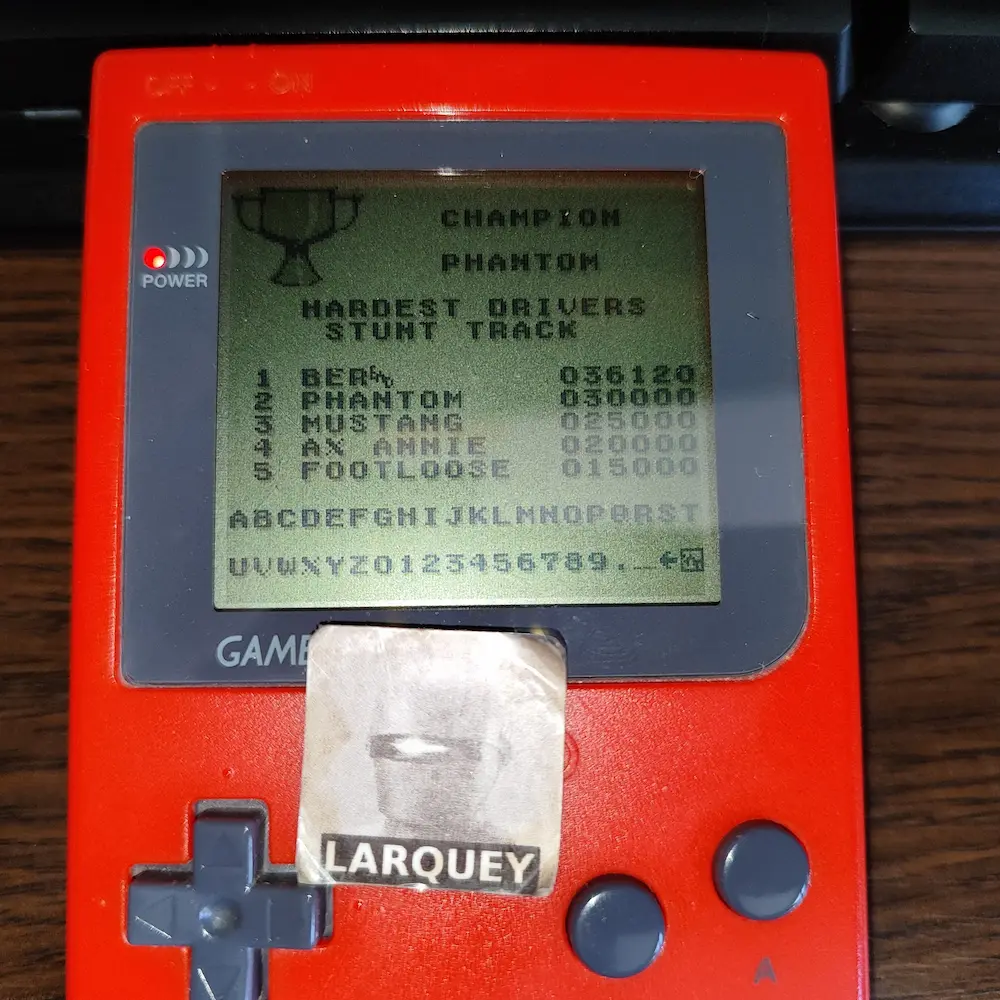 OFF ON
POWER
CHAMPION
PHANTOM
HARDEST DRIVERS
STUNT TRACK
1 BER 036120
2 PHANTOM 030000
3 MUSTANG 025000
4 AX ANNIE 020000
5 FOOTLOOSE 015000
ABCDEFGHIJKLMNOPQRST
UVWXYZ0123456789._←
GAME
LARQUEY
A